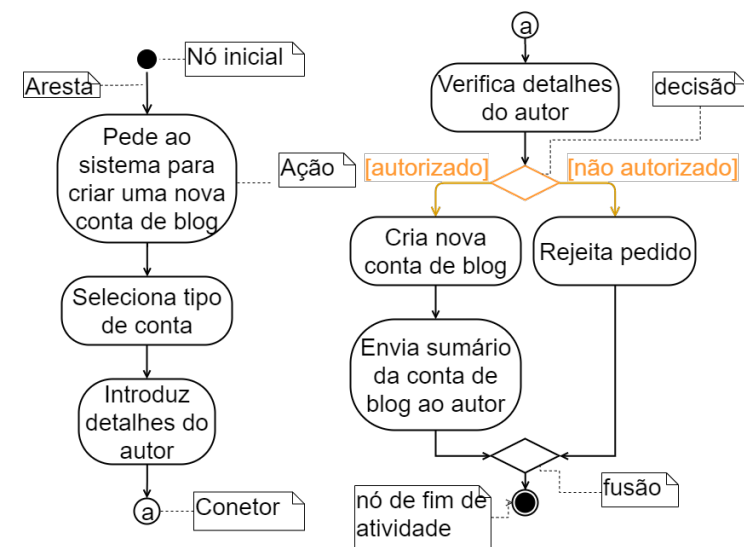 Nó inicial
Aresta
Pede ao
sistema para
criar uma nova
conta de blog
Ação
Seleciona tipo
de conta
Introduz
detalhes do
autor
a
Conetor
a
Verifica detalhes
do autor
decisão
[autorizado]
[não autorizado]
Cria nova
conta de blog
Rejeita pedido
Envia sumário
da conta de
blog ao autor
fusão
nó de fim de
atividade